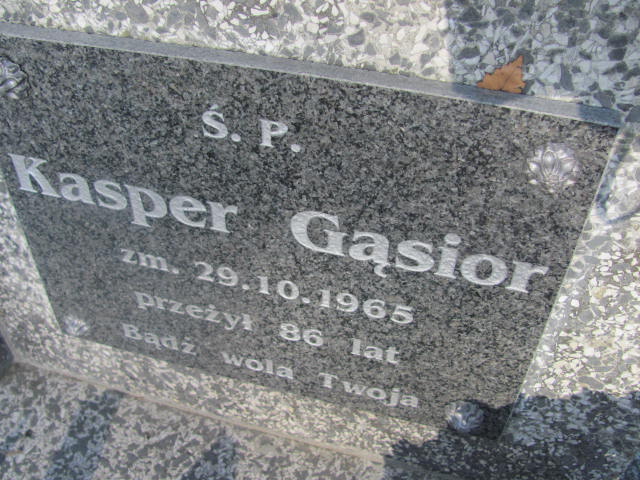 Ś. P.
Kasper Gąsior
zm. 29.10.1965
przeżył 86 lat
Bądź wola Twoja